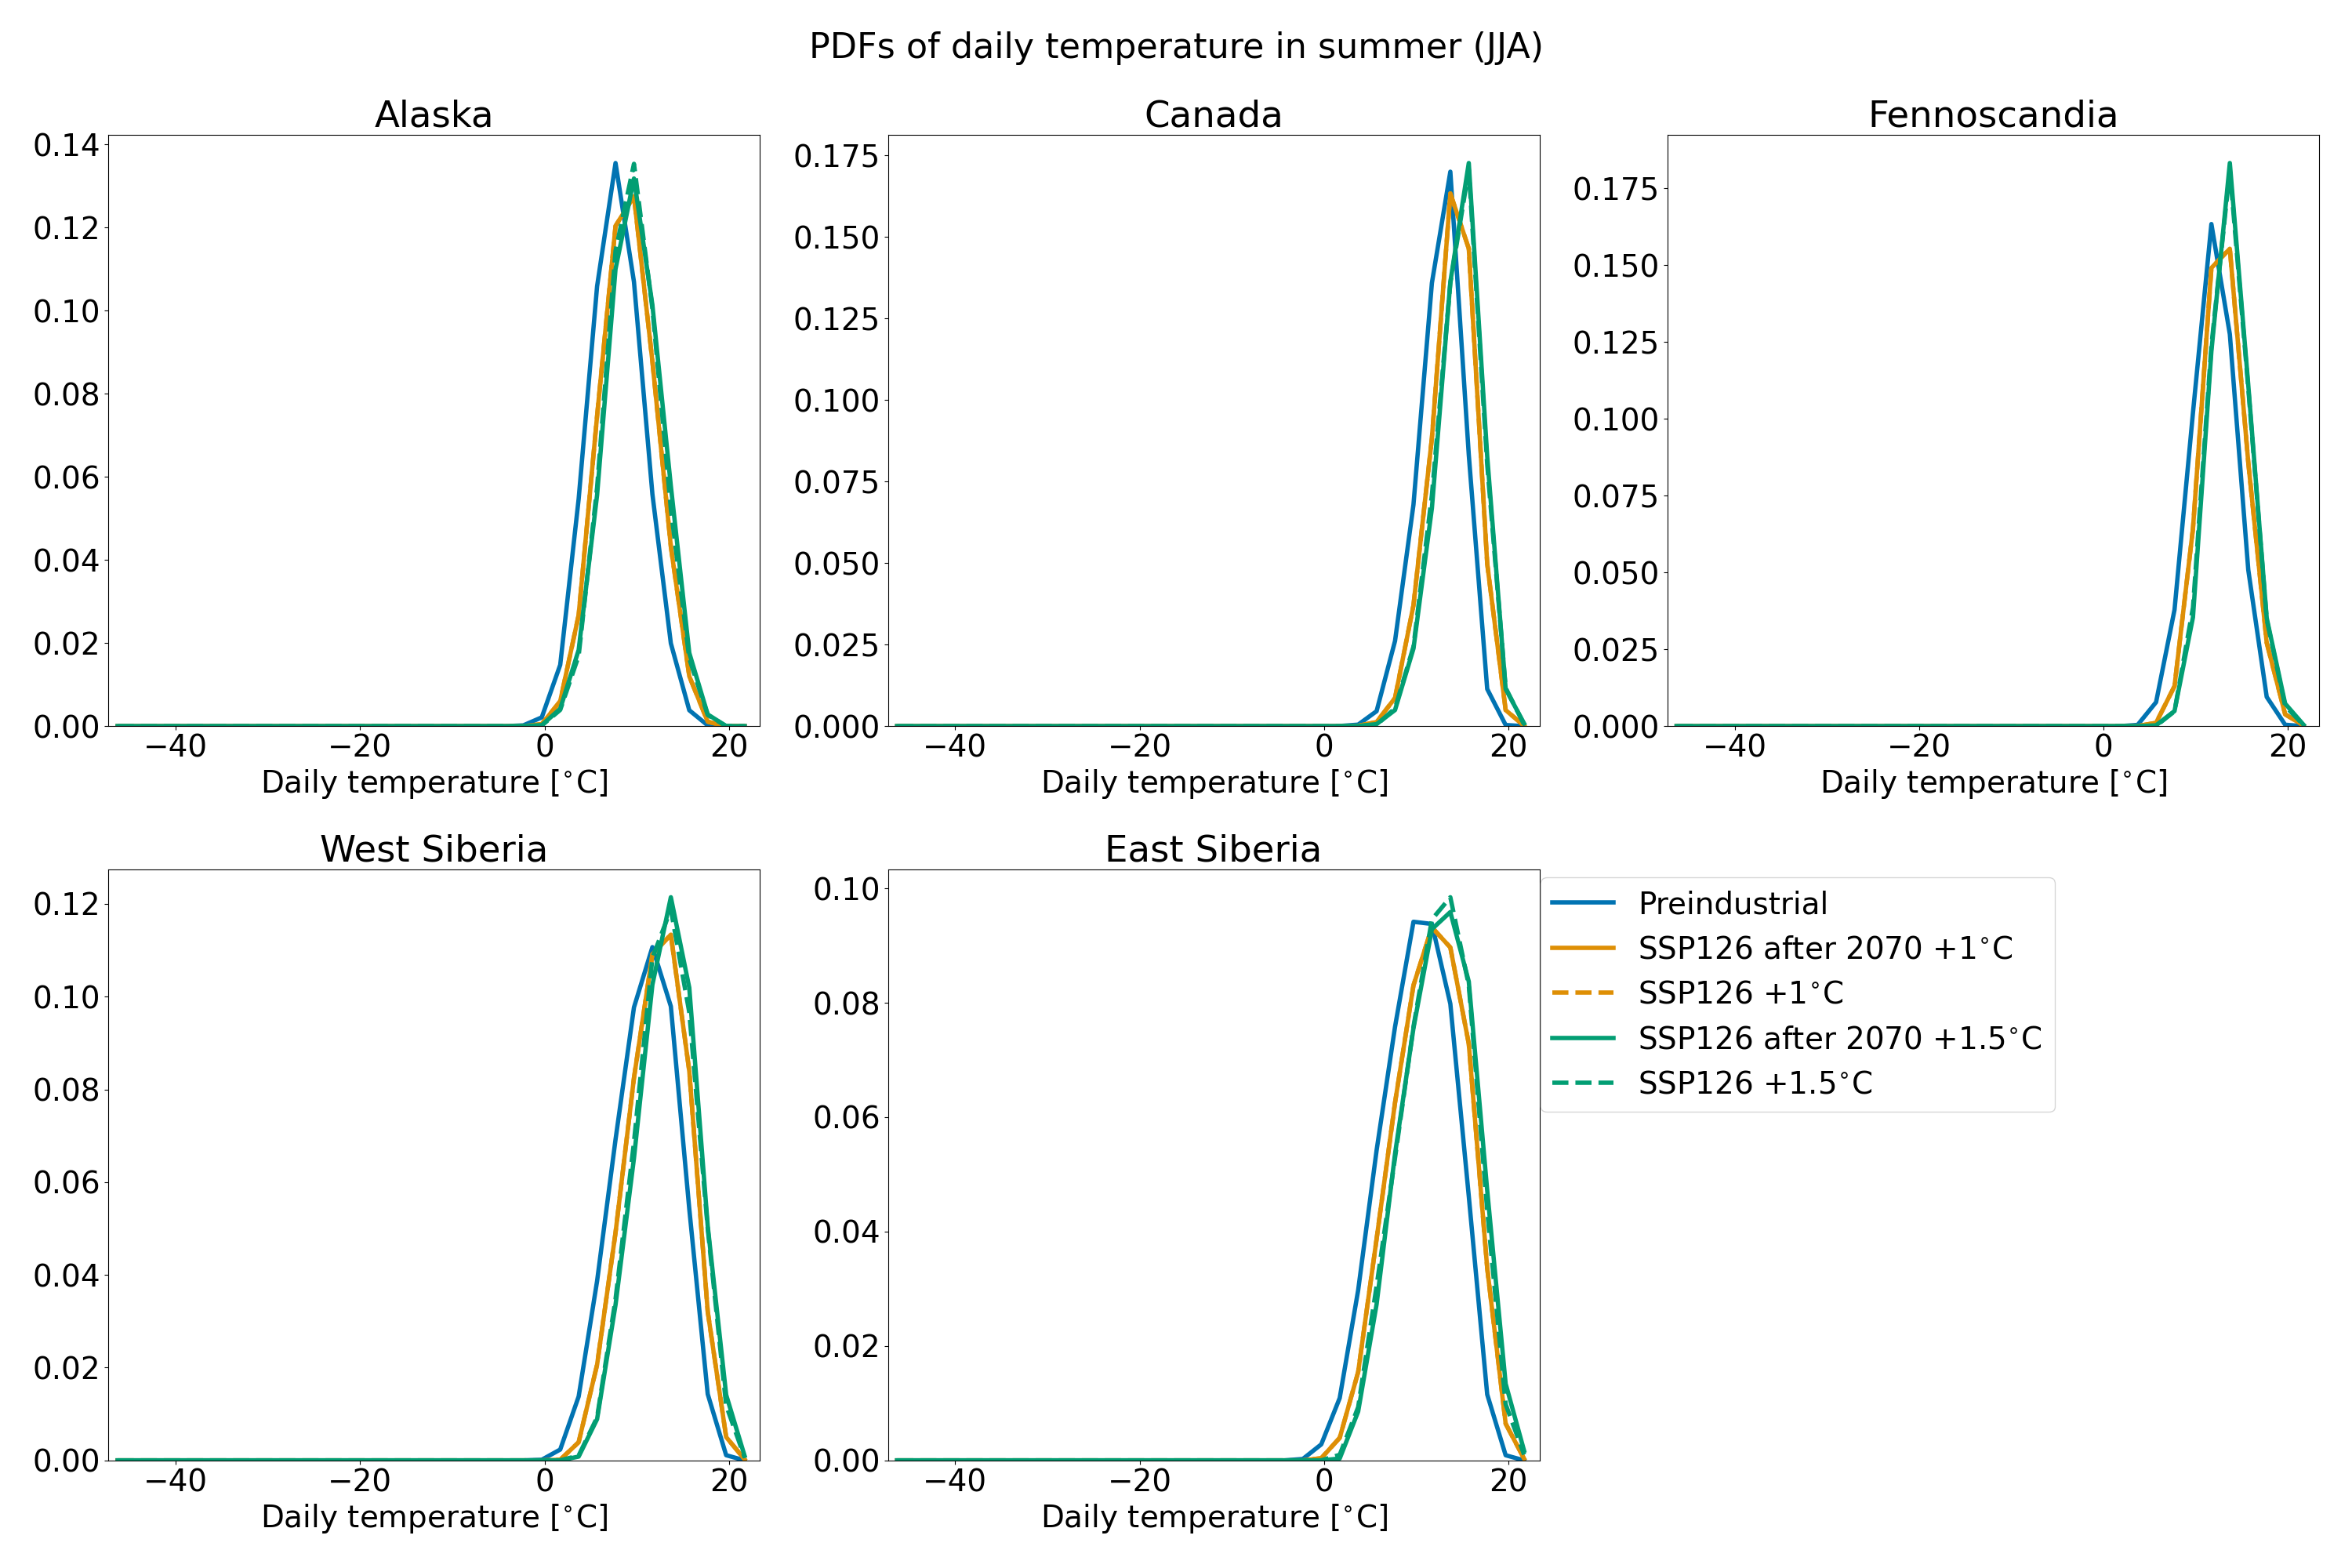 PDFs of daily temperature in summer (JJA)
Alaska
0.14
0.12
0.10
0.08
0.06
0.04
0.02
0.00
−40 −20 0 20
Daily temperature [°C]
Canada
0.175
0.150
0.125
0.100
0.075
0.050
0.025
0.000
−40 −20 0 20
Daily temperature [°C]
Fennoscandia
0.175
0.150
0.125
0.100
0.075
0.050
0.025
0.000
−40 −20 0 20
Daily temperature [°C]
West Siberia
0.12
0.10
0.08
0.06
0.04
0.02
0.00
−40 −20 0 20
Daily temperature [°C]
East Siberia
0.10
0.08
0.06
0.04
0.02
0.00
−40 −20 0 20
Daily temperature [°C]
Preindustrial
SSP126 after 2070 +1°C
SSP126 +1°C
SSP126 after 2070 +1.5°C
SSP126 +1.5°C